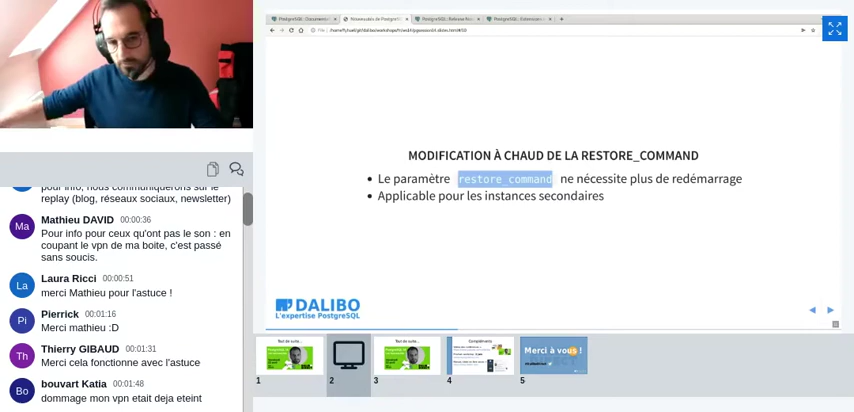 MODIFICATION À CHAUD DE LA RESTORE_COMMAND
Le paramètre restore_command ne nécessite plus de redémarrage
Applicable pour les instances secondaires
DALIBO
L'expertise PostgreSQL
pour info, nous communiquerons sur le
replay (blog, réseaux sociaux, newsletter)
Ma
Mathieu DAVID 00:00:36
Pour info pour ceux qu'ont pas le son : en
coupant le vpn de ma boite, c'est passé
sans soucis.
La
Laura Ricci 00:00:51
merci Mathieu pour l'astuce !
Pi
Pierrick 00:01:16
Merci mathieu :D
Th
Thierry GIBAUD 00:01:31
Merci cela fonctionne avec l'astuce
Bo
bouvart Katia 00:01:48
dommage mon vpn etait deja eteint
Merci à vous !
1
2
3
4
5